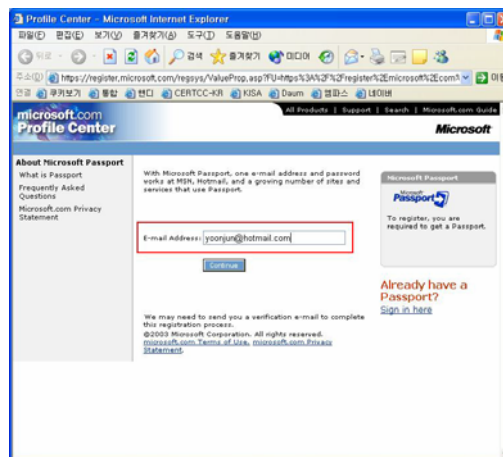 Profile Center - Microsoft Internet Explorer
파일(F) 편집(E) 보기(V) 즐겨찾기(A) 도구(T) 도움말(H)
뒤로 검색 즐겨찾기 미디어
주소(D) https://register.microsoft.com/regsys/ValueProp.asp?FU=https%3A%2F%2Fregister%2Emicrosoft%2Ecom%
연결 쿠키보기 통합 핸디 CERTCC-KR KISA Daum 엠파스 네이버
All Products | Support | Search | Microsoft.com Guide
microsoft.com
Profile Center
Microsoft
About Microsoft Passport
What is Passport
Frequently Asked
Questions
Microsoft.com Privacy
Statement
With Microsoft Passport, one e-mail address and password
works at MSN, Hotmail, and a growing number of sites and
services that use Passport.
E-mail Address: yoonjun@hotmail.com
Continue
We may need to send you a verification e-mail to complete
this registration process.
©2003 Microsoft Corporation. All rights reserved.
microsoft.com Terms of Use, microsoft.com Privacy
Statement.
Microsoft Passport
Microsoft
Passport
To register, you are
required to get a Passport.
Already have a
Passport?
Sign in here